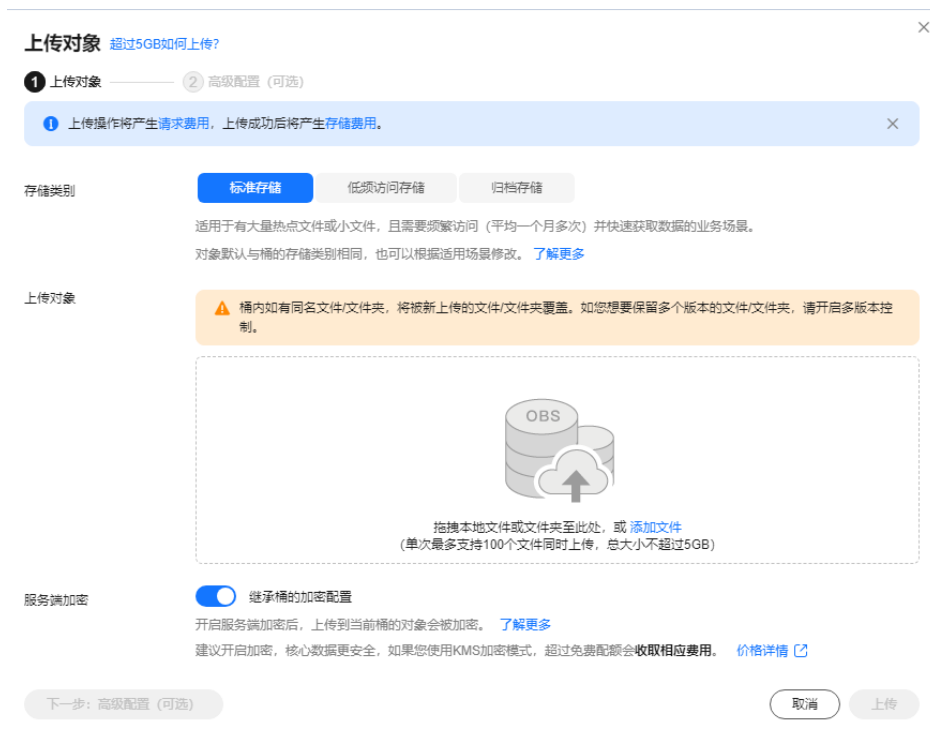 上传对象 超过5GB如何上传?
1 上传对象 2 高级配置（可选）
上传操作将产生请求费用，上传成功后将产生存储费用。
存储类别 标准存储 低频访问存储 归档存储
适用于有大量热点文件或小文件，且需要频繁访问（平均一个月多次）并快速获取数据的业务场景。
对象默认与桶的存储类别相同，也可以根据适用场景修改。 了解更多
上传对象
桶内如有同名文件/文件夹，将被新上传的文件/文件夹覆盖。如您想要保留多个版本的文件/文件夹，请开启多版本控
制。
OBS
拖拽本地文件或文件夹至此处，或 添加文件
（单次最多支持100个文件同时上传，总大小不超过5GB）
服务端加密 继承桶的加密配置
开启服务端加密后，上传到当前桶的对象会被加密。 了解更多
建议开启加密，核心数据更安全，如果您使用KMS加密模式，超过免费配额会收取相应费用。 价格详情
下一步：高级配置（可选） 取消 上传